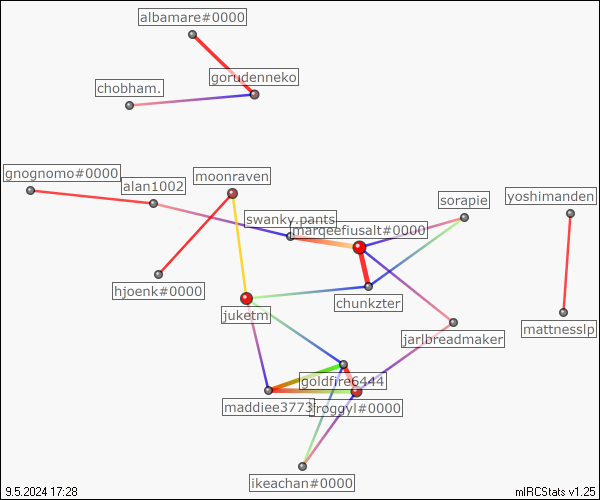 albamare#0000
gorudenneko
chobham.
gnognomo#0000
alan1002
moonraven
sorapie
yoshimanden
swanky.pants
marqeefiusalt#0000
hjoenk#0000
chunkzter
juketm
jarlbreadmaker
mattnesslp
goldfire6444
maddiee3773
frøggyl#0000
ikeachan#0000
9.5.2024 17:28
mIRCStats v1.25